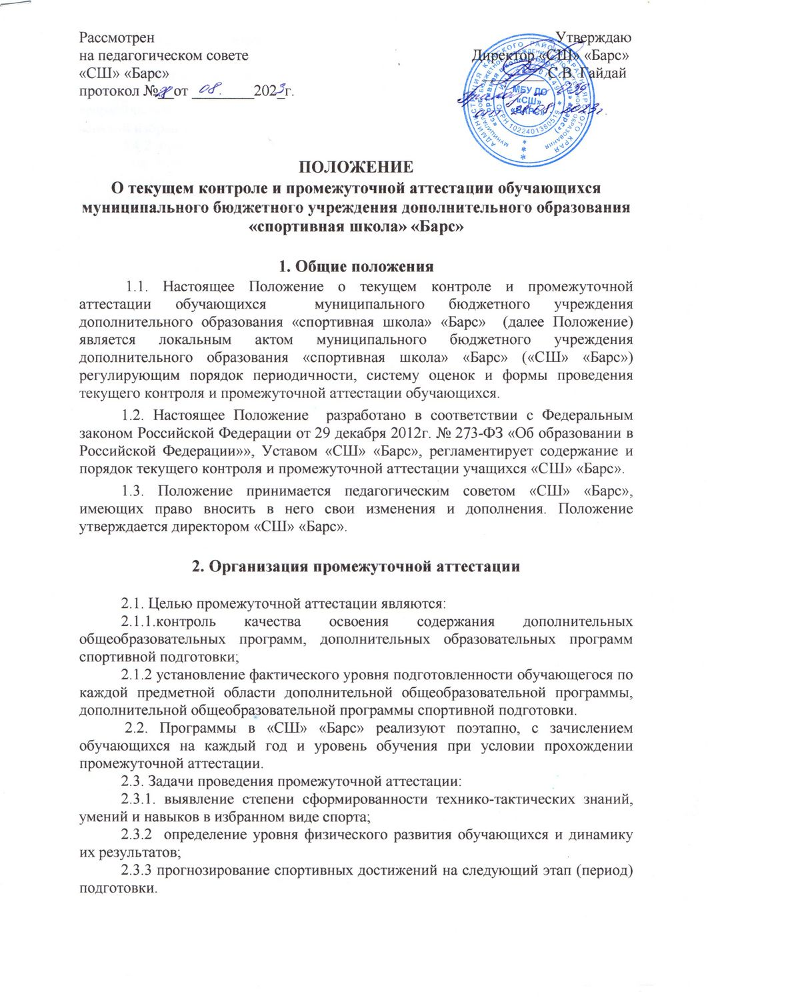 Рассмотрен
на педагогическом совете
«СШ» «Барс»
протокол № от 08. 2023г.
Утверждаю
Директор «СШ» «Барс»
С.В. Гайдай
от 28.08.2023г.
МБУ ДО
«СШ»
«БАРС»
ОГРН 1022401360519
ПОЛОЖЕНИЕ
О текущем контроле и промежуточной аттестации обучающихся
муниципального бюджетного учреждения дополнительного образования
«спортивная школа» «Барс»
1. Общие положения
1.1. Настоящее Положение о текущем контроле и промежуточной
аттестации обучающихся муниципального бюджетного учреждения
дополнительного образования «спортивная школа» «Барс» (далее Положение)
является локальным актом муниципального бюджетного учреждения
дополнительного образования «спортивная школа» «Барс» («СШ» «Барс»)
регулирующим порядок периодичности, систему оценок и формы проведения
текущего контроля и промежуточной аттестации обучающихся.
1.2. Настоящее Положение разработано в соответствии с Федеральным
законом Российской Федерации от 29 декабря 2012г. № 273-ФЗ «Об образовании в
Российской Федерации»», Уставом «СШ» «Барс», регламентирует содержание и
порядок текущего контроля и промежуточной аттестации учащихся «СШ» «Барс».
1.3. Положение принимается педагогическим советом «СШ» «Барс»,
имеющих право вносить в него свои изменения и дополнения. Положение
утверждается директором «СШ» «Барс».
2. Организация промежуточной аттестации
2.1. Целью промежуточной аттестации являются:
2.1.1.контроль качества освоения содержания дополнительных
общеобразовательных программ, дополнительных образовательных программ
спортивной подготовки;
2.1.2 установление фактического уровня подготовленности обучающегося по
каждой предметной области дополнительной общеобразовательной программы,
дополнительной общеобразовательной программы спортивной подготовки.
2.2. Программы в «СШ» «Барс» реализуют поэтапно, с зачислением
обучающихся на каждый год и уровень обучения при условии прохождении
промежуточной аттестации.
2.3. Задачи проведения промежуточной аттестации:
2.3.1. выявление степени сформированности технико-тактических знаний,
умений и навыков в избранном виде спорта;
2.3.2 определение уровня физического развития обучающихся и динамику
их результатов;
2.3.3 прогнозирование спортивных достижений на следующий этап (период)
подготовки.